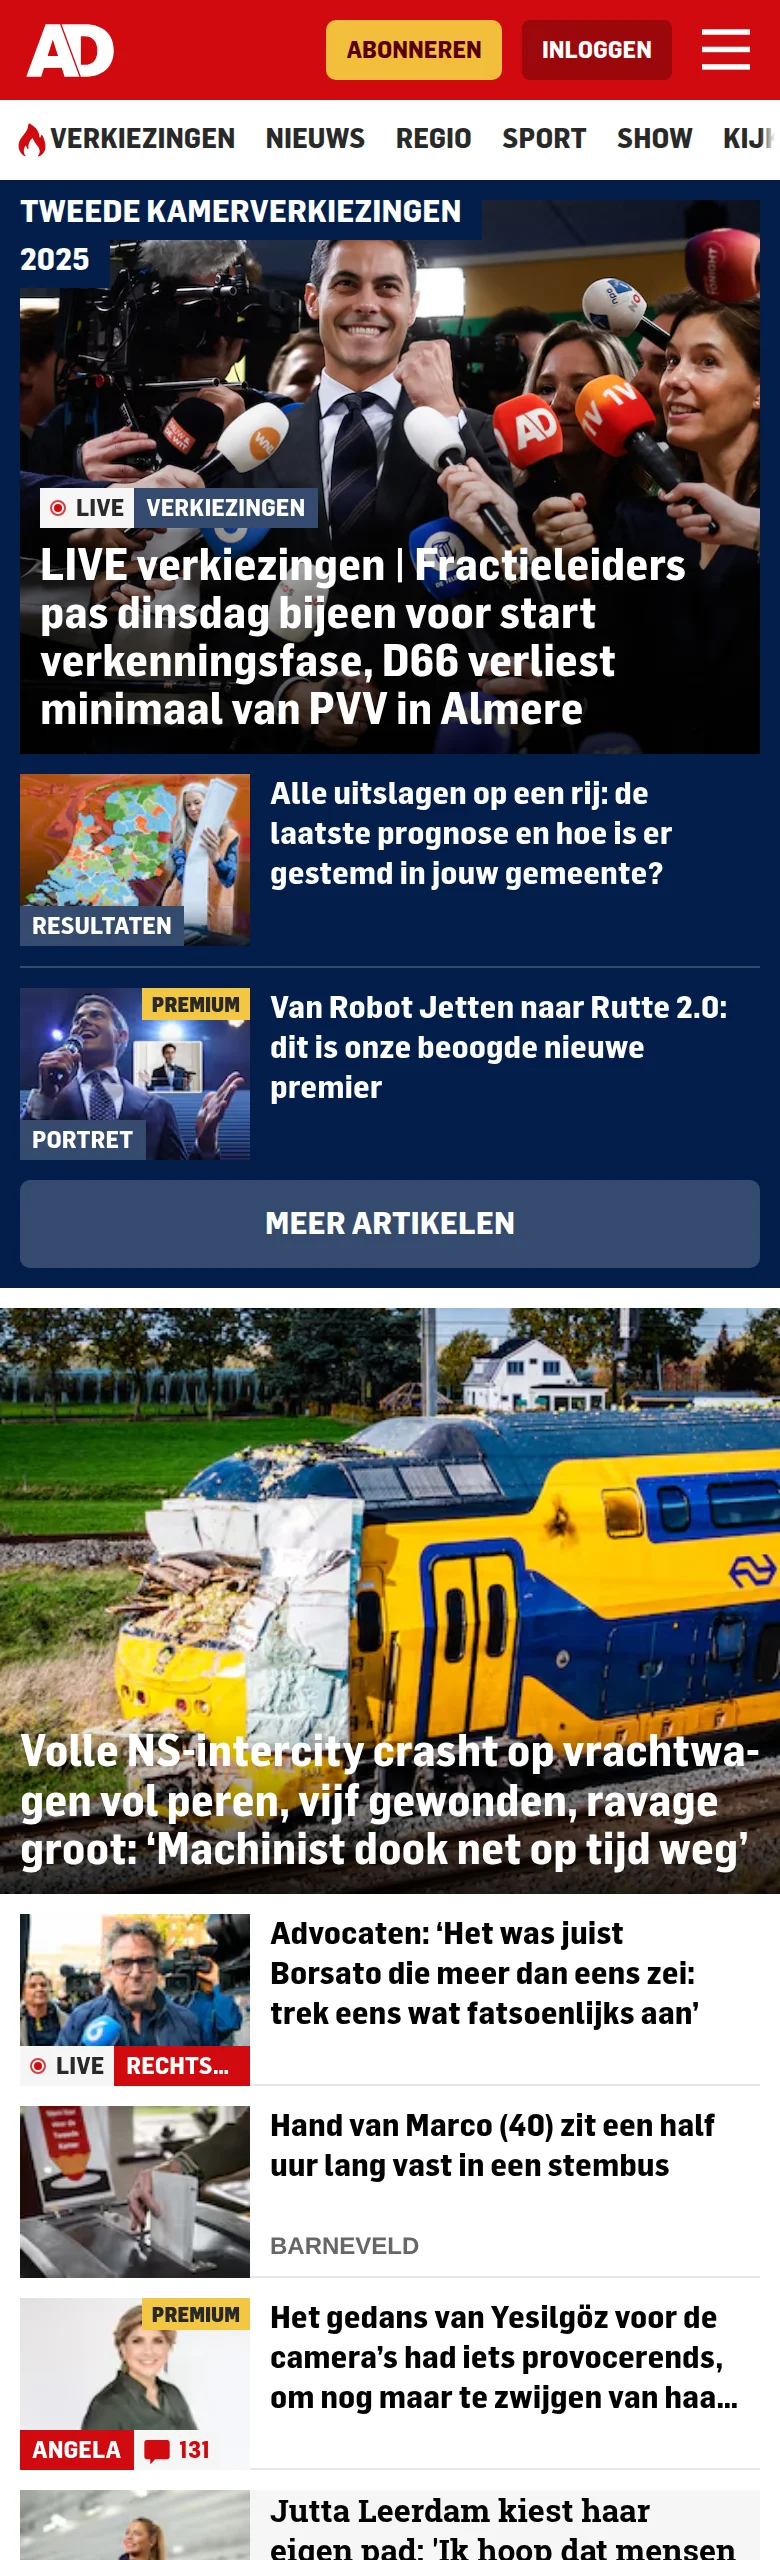 AD
ABONNEREN
INLOGGEN
VERKIEZINGEN NIEUWS REGIO SPORT SHOW
TWEEDE KAMERVERKIEZINGEN
2025
TONIGHT
AD
1V 1V
LIVE VERKIEZINGEN
LIVE verkiezingen | Fractieleiders
pas dinsdag bijeen voor start
verkenningsfase, D66 verliest
minimaal van PVV in Almere
Alle uitslagen op een rij: de
laatste prognose en hoe is er
gestemd in jouw gemeente?
RESULTATEN
PREMIUM
Van Robot Jetten naar Rutte 2.0:
dit is onze beoogde nieuwe
premier
PORTRET
MEER ARTIKELEN
Volle NS-intercity crasht op vrachtwa-
gen vol peren, vijf gewonden, ravage
groot: ‘Machinist dook net op tijd weg’
Advocaten: ‘Het was juist
Borsato die meer dan eens zei:
trek eens wat fatsoenlijks aan’
LIVE RECHTS...
Hand van Marco (40) zit een half
uur lang vast in een stembus
BARNEVELD
PREMIUM
Het gedans van Yesilgöz voor de
camera’s had iets provocerends,
om nog maar te zwijgen van haa...
ANGELA 131
Jutta Leerdam kiest haar
eigen pad: 'Ik hoop dat mensen